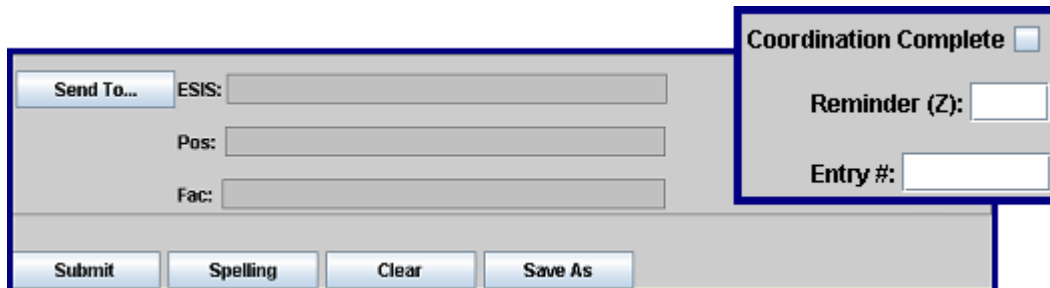 Coordination Complete
Send To... ESIS:
Reminder (Z):
Pos:
Entry #:
Fac:
Submit Spelling Clear Save As